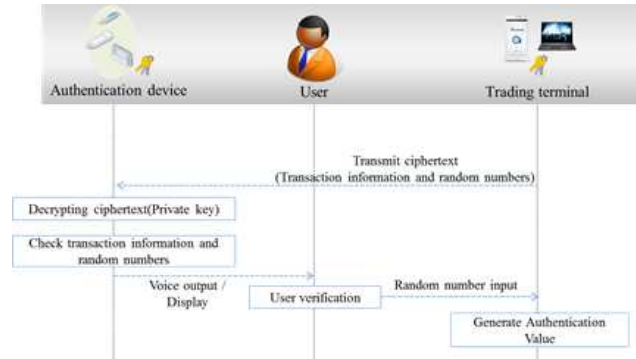 Authentication device
User
Trading terminal
Transmit ciphertext
(Transaction information and random numbers)
Decrypting ciphertext(Private key)
Check transaction information and
random numbers
Voice output /
Display
User verification
Random number input
Generate Authentication
Value